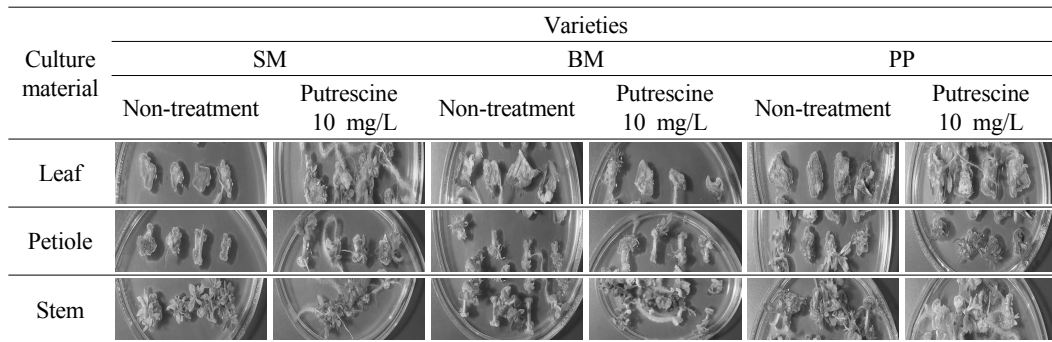 Varieties
Culture material
SM
BM
PP
Non-treatment
Putrescine
10 mg/L
Non-treatment
Putrescine
10 mg/L
Non-treatment
Putrescine
10 mg/L
Leaf
Petiole
Stem